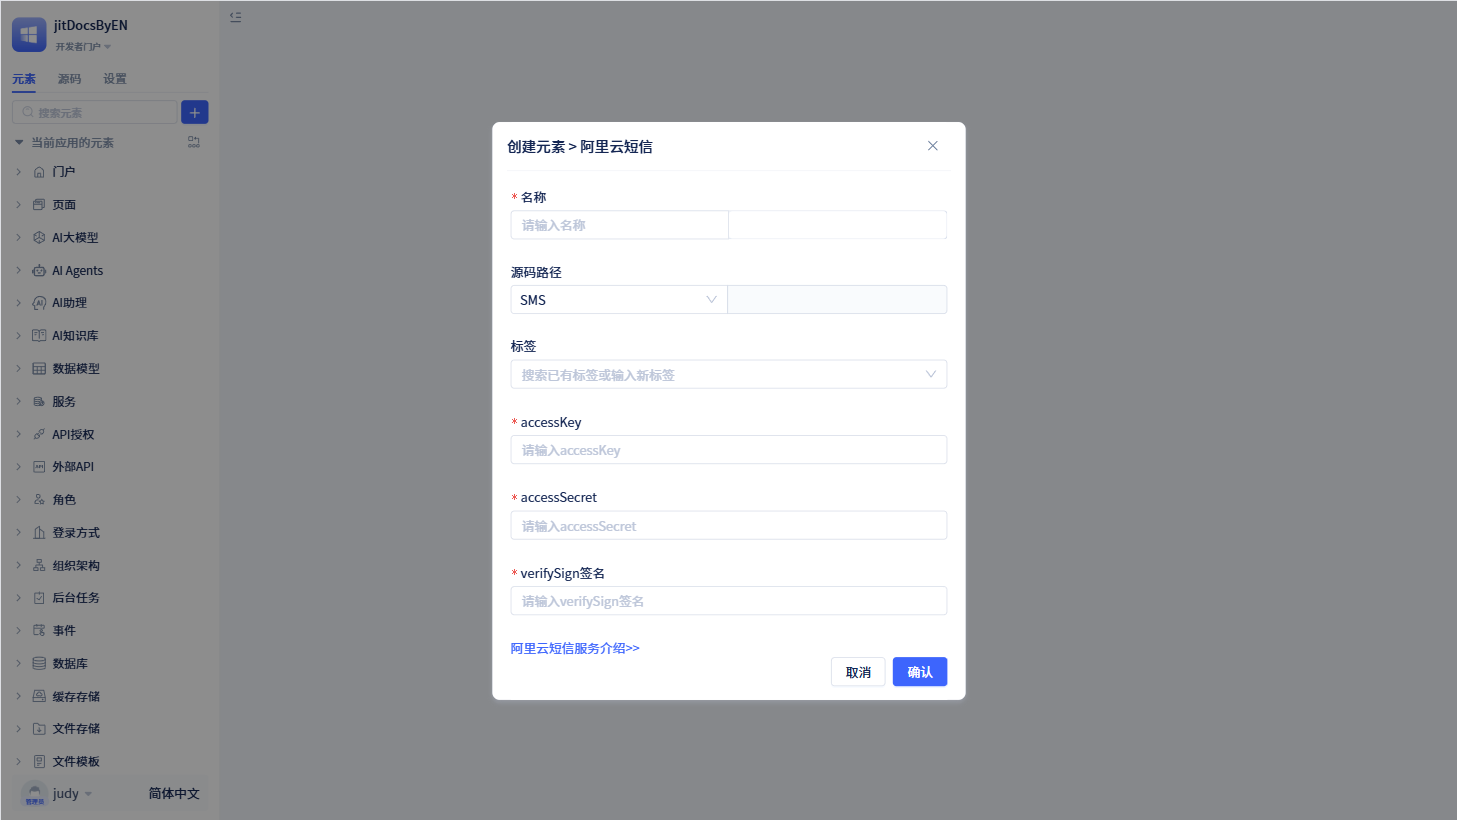 jitDocsByEN
开发者门户
元素 源码 设置
搜索元素
当前应用的元素
门户
页面
AI大模型
AI Agents
AI助理
AI知识库
数据模型
服务
API授权
外部API
角色
登录方式
组织架构
后台任务
事件
数据库
缓存存储
文件存储
文件模板
管理员
judy 简体中文
创建元素 > 阿里云短信
* 名称
请输入名称
源码路径
SMS
标签
搜索已有标签或输入新标签
* accessKey
请输入accessKey
* accessSecret
请输入accessSecret
* verifySign签名
请输入verifySign签名
阿里云短信服务介绍>>
取消 确认